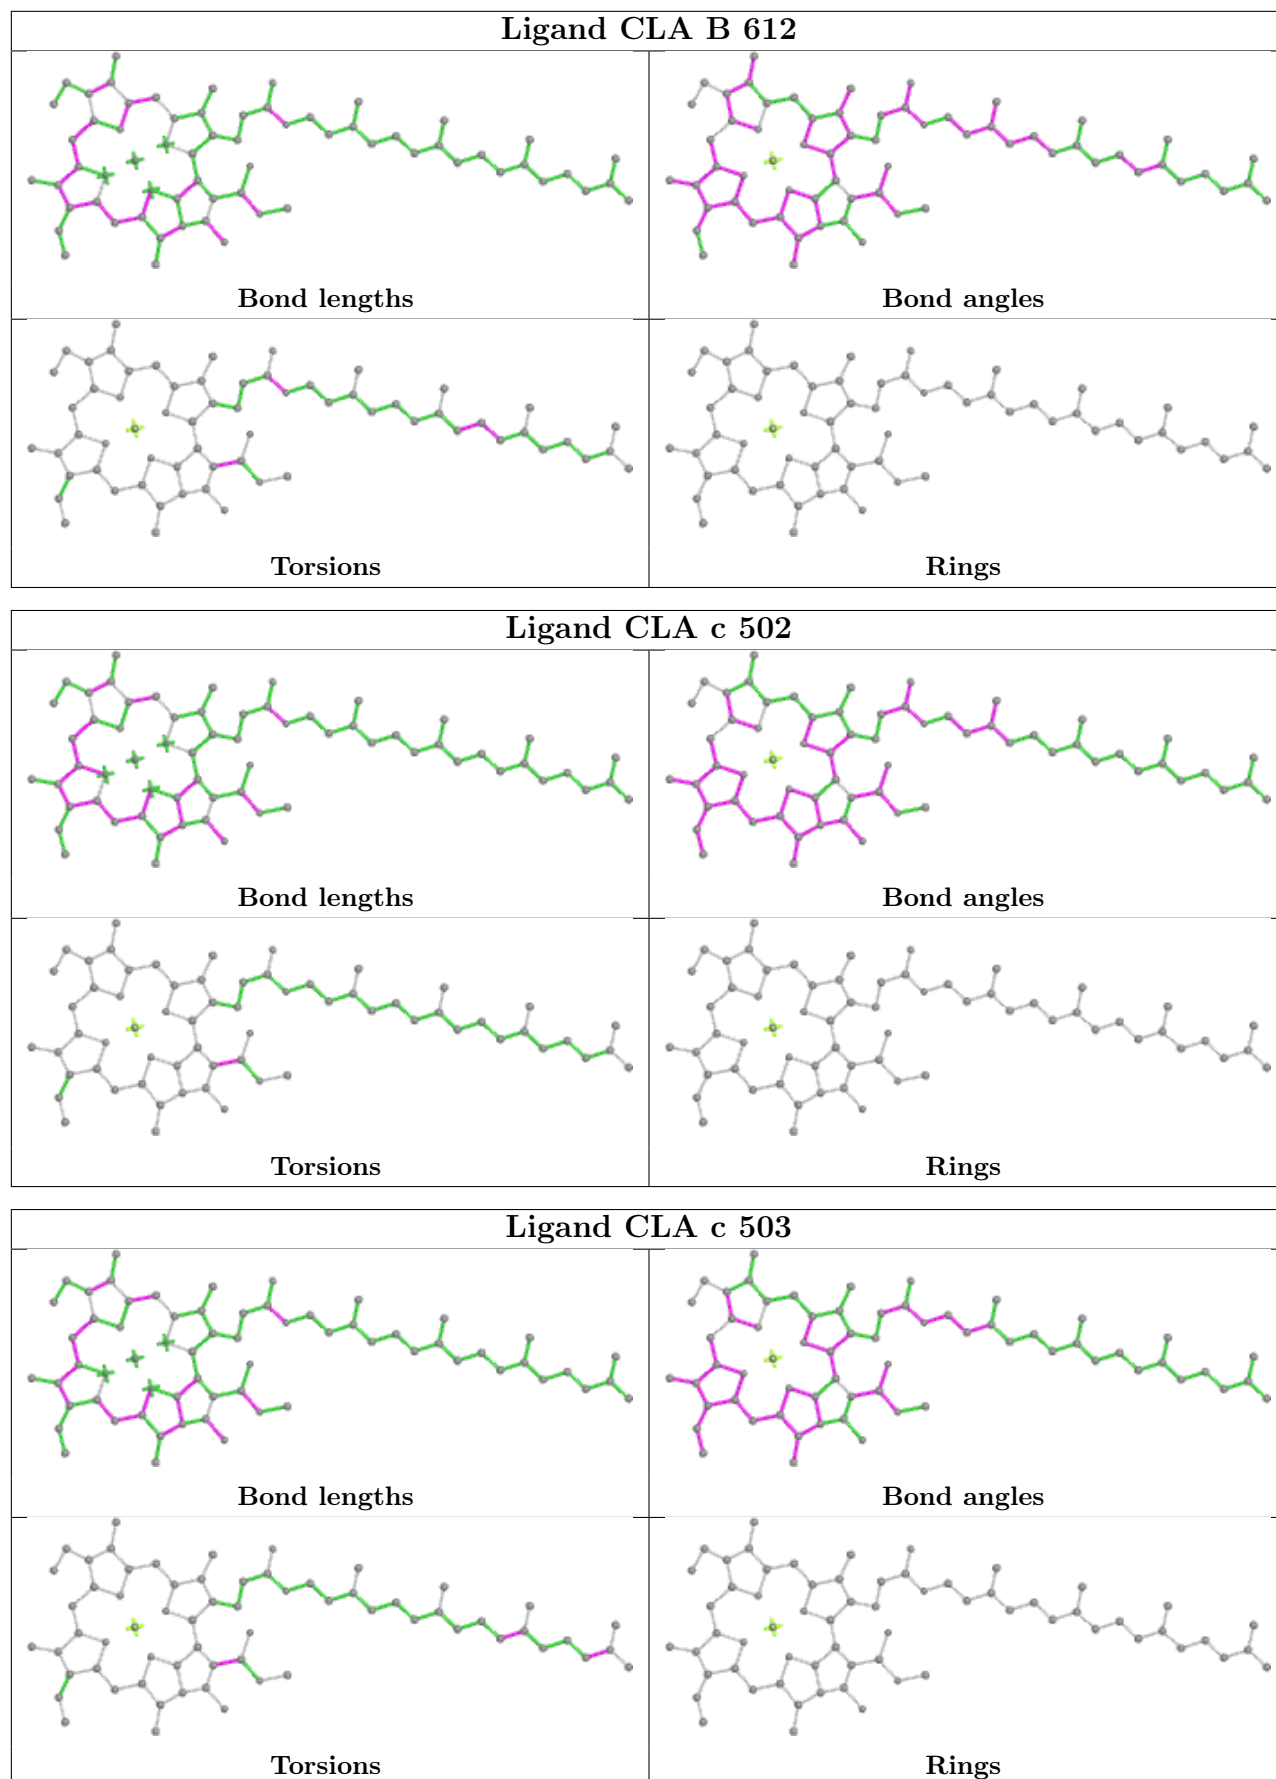 Ligand CLA B 612
Bond lengths
Bond angles
Torsions
Rings
Ligand CLA c 502
Bond lengths
Bond angles
Torsions
Rings
Ligand CLA c 503
Bond lengths
Bond angles
Torsions
Rings